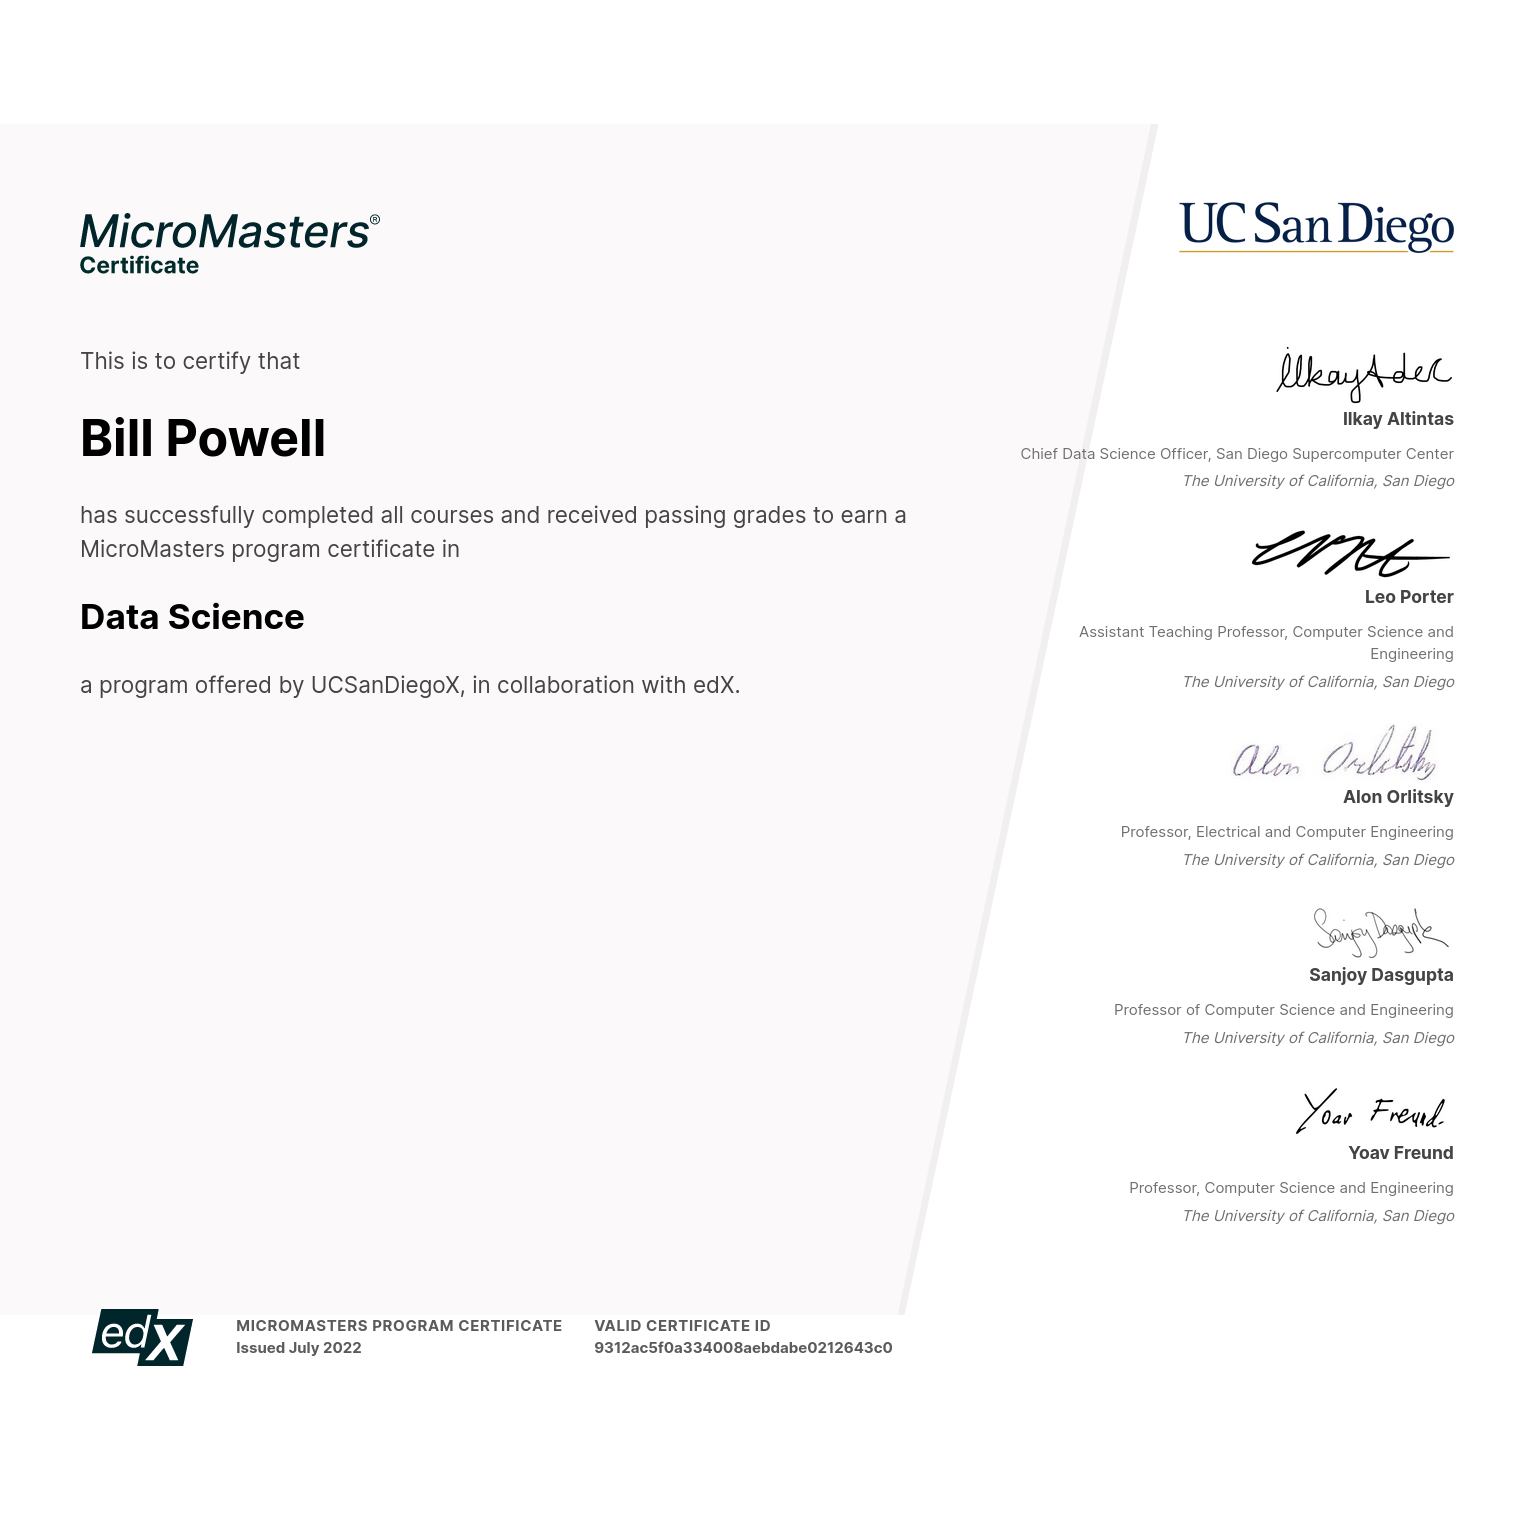 MicroMasters®
Certificate
This is to certify that
Bill Powell
has successfully completed all courses and received passing grades to earn a
MicroMasters program certificate in
Data Science
a program offered by UCSanDiegoX, in collaboration with edX.
UC San Diego
Ilkay Altintas
Chief Data Science Officer, San Diego Supercomputer Center
The University of California, San Diego
Leo Porter
Assistant Teaching Professor, Computer Science and
Engineering
The University of California, San Diego
Alon Orlitsky
Alon Orlitsky
Professor, Electrical and Computer Engineering
The University of California, San Diego
Sanjoy Dasgupta
Sanjoy Dasgupta
Professor of Computer Science and Engineering
The University of California, San Diego
Yoav Freund
Yoav Freund
Professor, Computer Science and Engineering
The University of California, San Diego
edX
MICROMASTERS PROGRAM CERTIFICATE
Issued July 2022
VALID CERTIFICATE ID
9312ac5f0a334008aebdabe0212643c0